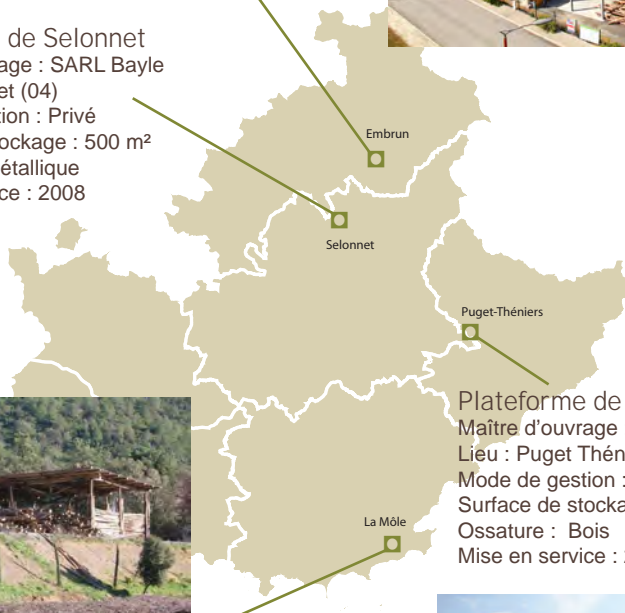 de Selonnet
age : SARL Bayle
et (04)
tion : Privé
ockage : 500 m²
étallique
ce : 2008
Embrun
Selonnet
Puget-Théniers
Plateforme de
Maître d'ouvrage
Lieu : Puget Thén
Mode de gestion :
Surface de stocka
Ossature : Bois
Mise en service :
La Môle